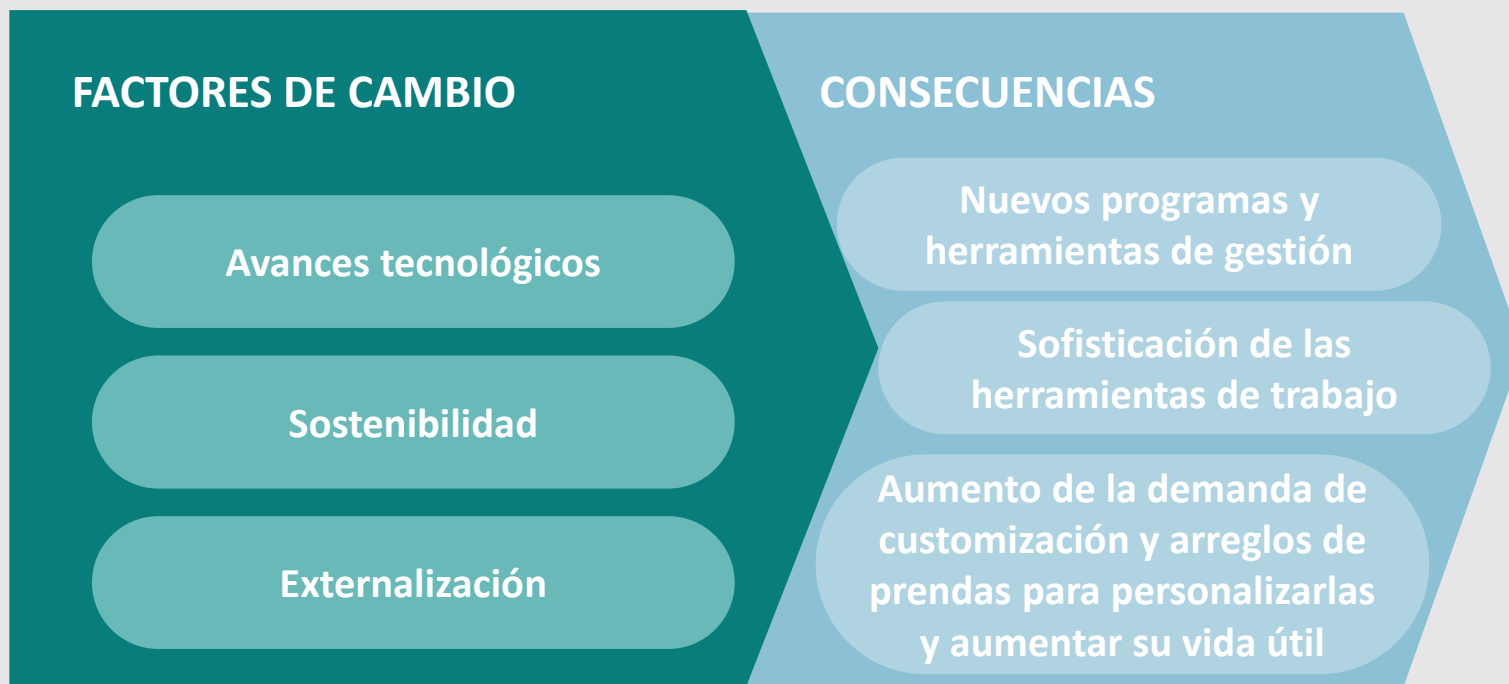 FACTORES DE CAMBIO
Avances tecnológicos
Sostenibilidad
Externalización
CONSECUENCIAS
Nuevos programas y
herramientas de gestión
Sofisticación de las
herramientas de trabajo
Aumento de la demanda de
customización y arreglos de
prendas para personalizarlas
y aumentar su vida útil